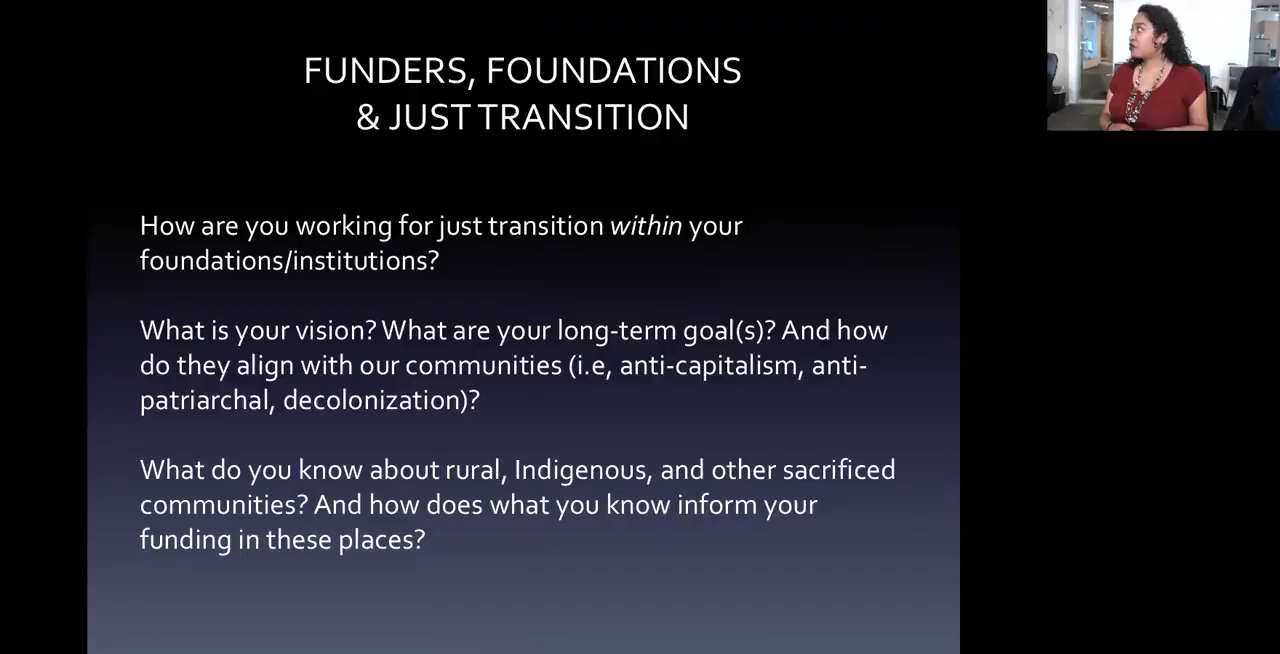 FUNDERS, FOUNDATIONS
& JUST TRANSITION
How are you working for just transition within your
foundations/institutions?
What is your vision? What are your long-term goal(s)? And how
do they align with our communities (i.e, anti-capitalism, anti-
patriarchal, decolonization)?
What do you know about rural, Indigenous, and other sacrificed
communities? And how does what you know inform your
funding in these places?